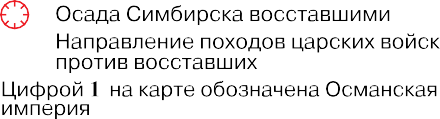 Осада Симбирска восставшими
Направление походов царских войск
против восставших
Цифрой 1 на карте обозначена Османская
империя